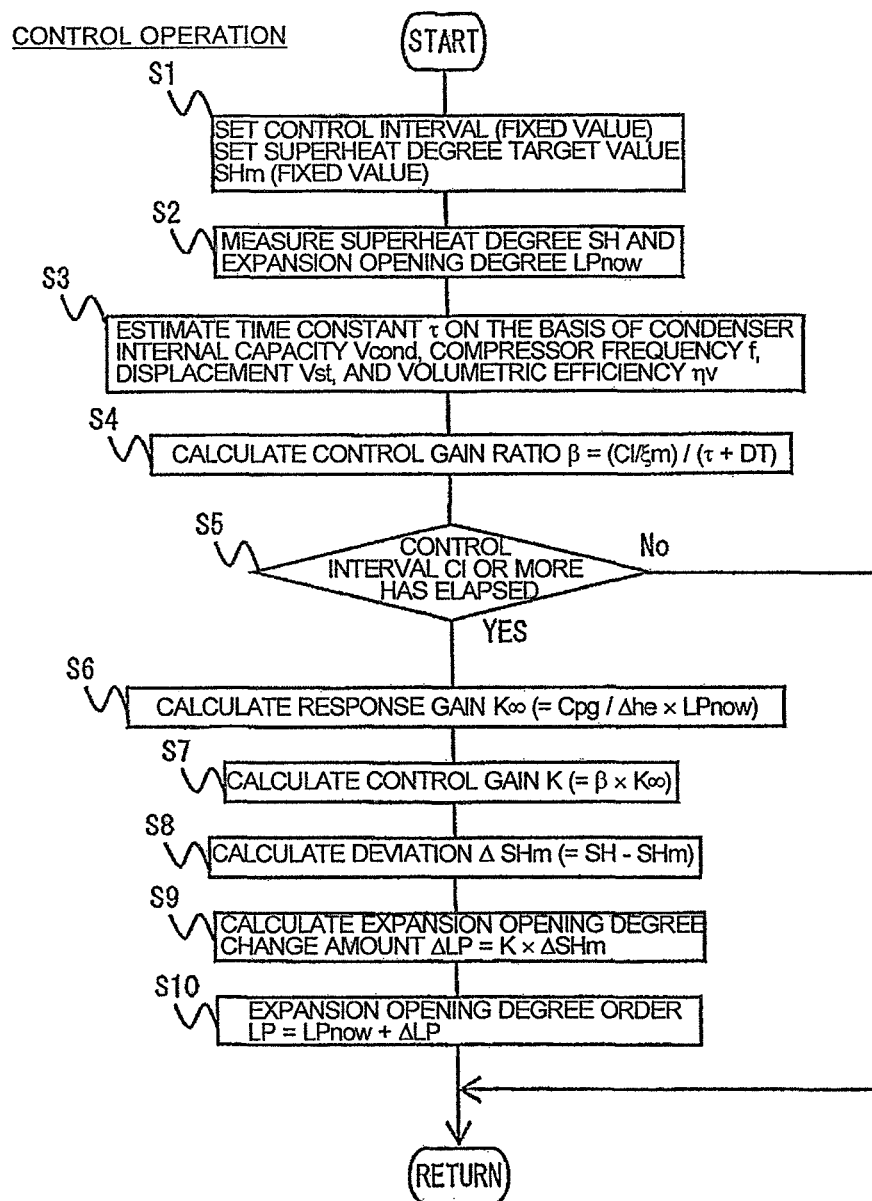 CONTROL OPERATION
START
S1
SET CONTROL INTERVAL (FIXED VALUE)
SET SUPERHEAT DEGREE TARGET VALUE
SHm (FIXED VALUE)
S2
MEASURE SUPERHEAT DEGREE SH AND
EXPANSION OPENING DEGREE LPnow
S3
ESTIMATE TIME CONSTANT τ ON THE BASIS OF CONDENSER
INTERNAL CAPACITY Vcond, COMPRESSOR FREQUENCY f,
DISPLACEMENT Vst, AND VOLUMETRIC EFFICIENCY ηv
S4
CALCULATE CONTROL GAIN RATIO β = (CI/ξm) / (τ + DT)
S5
CONTROL
INTERVAL CI OR MORE
HAS ELAPSED
No
YES
S6
CALCULATE RESPONSE GAIN K∞ (= Cpg / Δhe × LPnow)
S7
CALCULATE CONTROL GAIN K (= β × K∞)
S8
CALCULATE DEVIATION Δ SHm (= SH - SHm)
S9
CALCULATE EXPANSION OPENING DEGREE
CHANGE AMOUNT ΔLP = K × ΔSHm
S10
EXPANSION OPENING DEGREE ORDER
LP = LPnow + ΔLP
RETURN